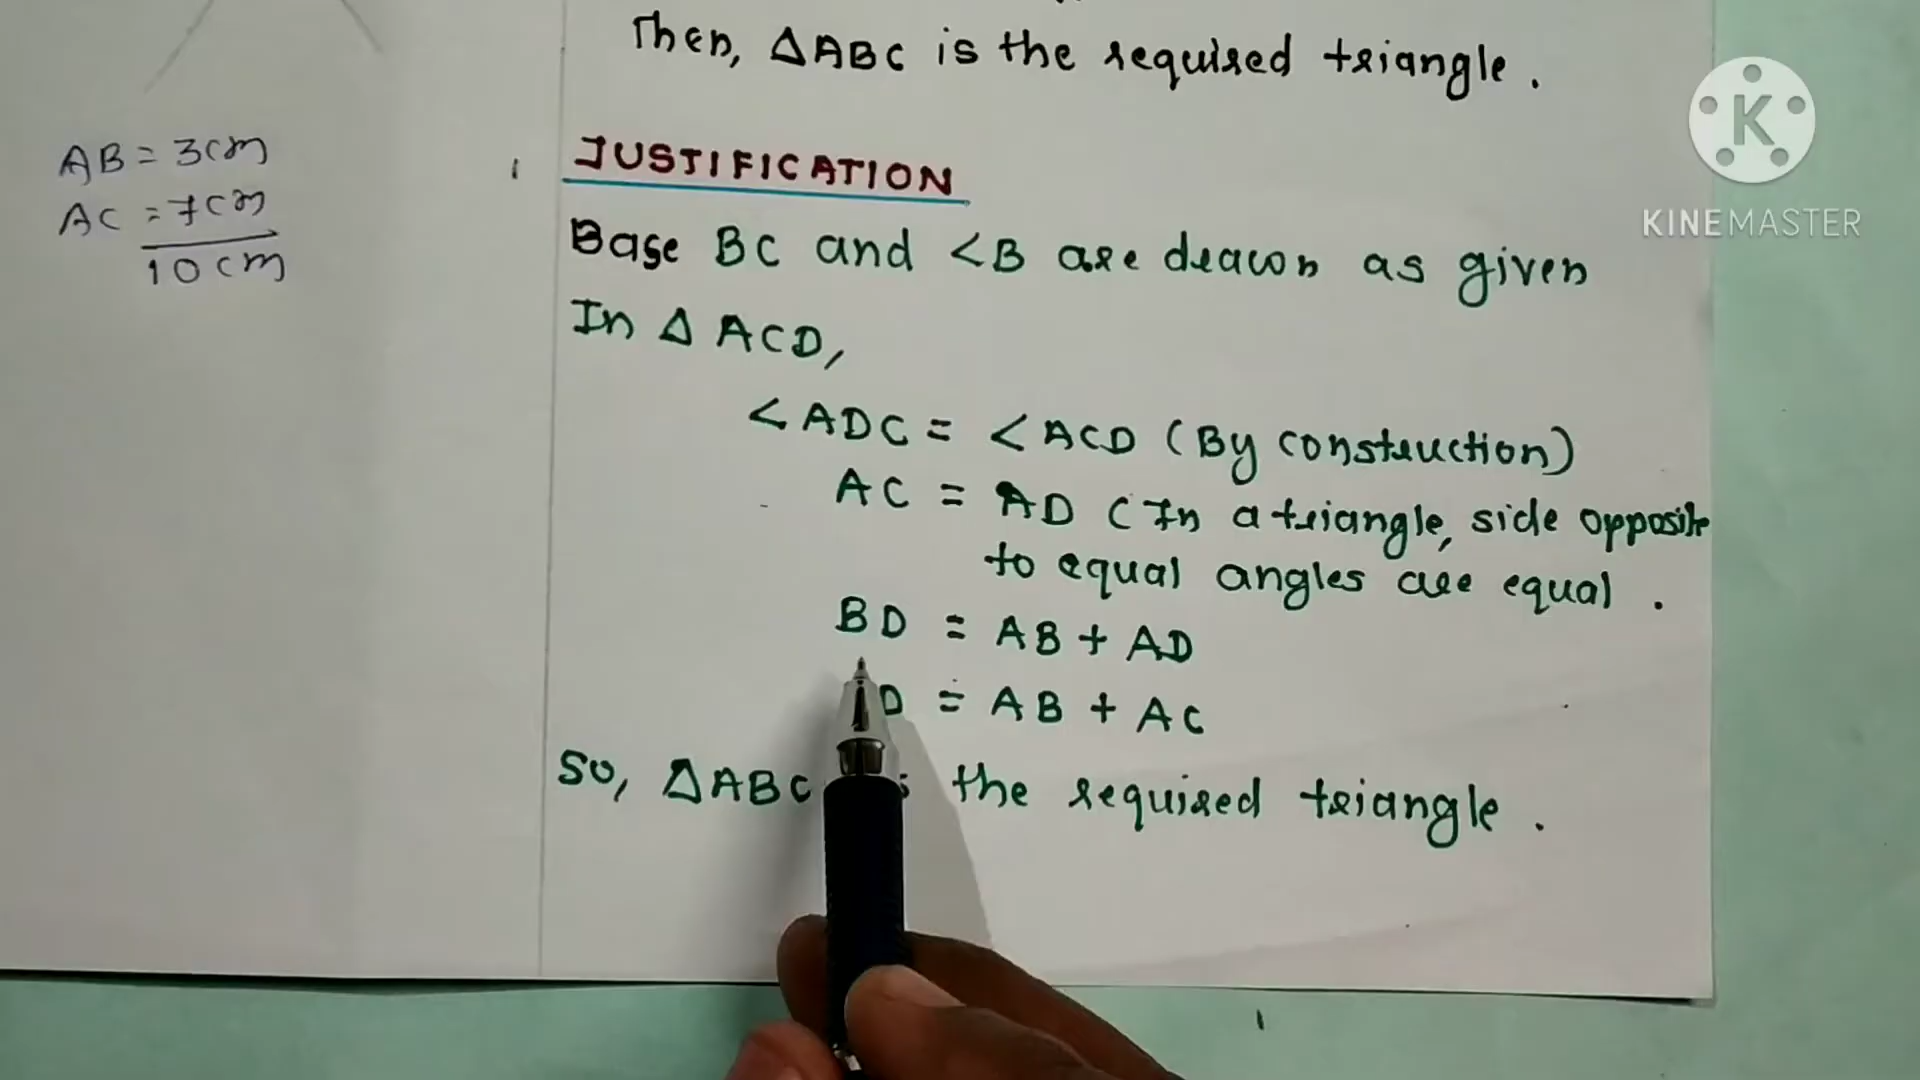 Then, ΔABC is the required triangle.
AB = 3cm
AC = 7cm
10cm
JUSTIFICATION
Base BC and ∠B are drawn as given
In Δ ACD,
∠ADC = ∠ACD (By construction)
AC = AD (In a triangle, side opposite
to equal angles are equal.
BD = AB + AD
D = AB + AC
So, ΔABC is the required triangle.
K
KINEMASTER